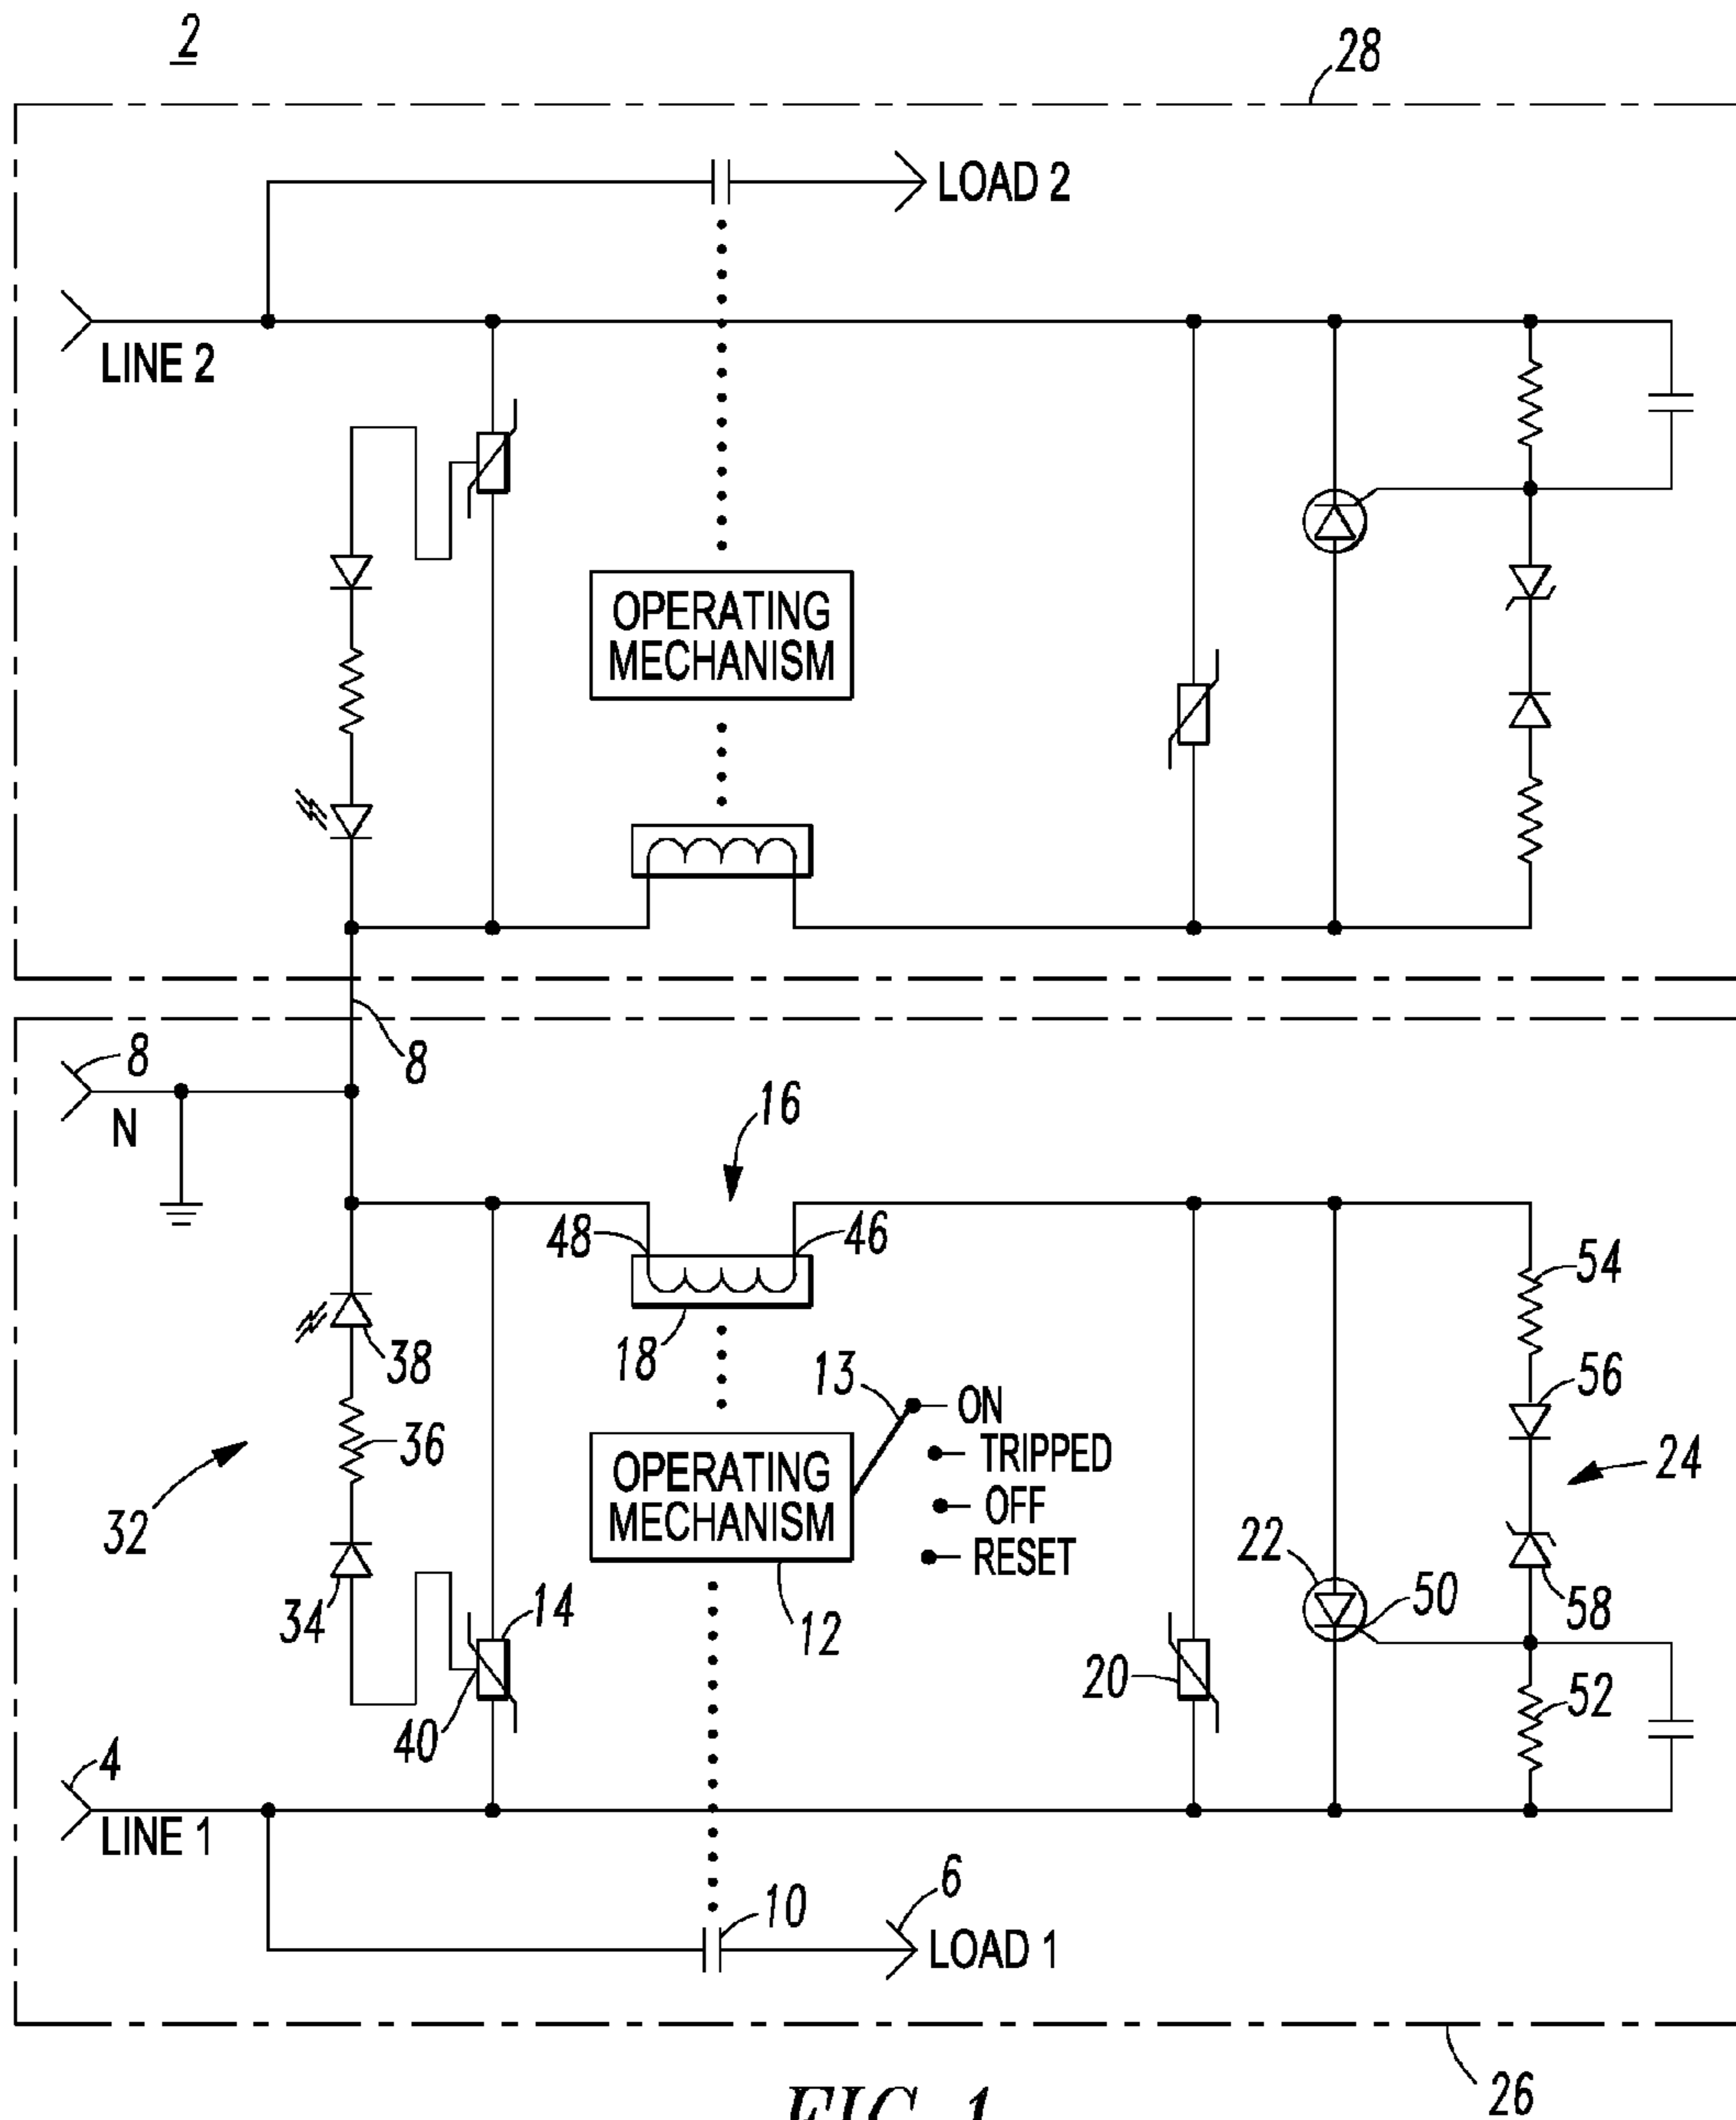 2
28
LOAD 2
LINE 2
OPERATING
MECHANISM
8
8
N
16
48
46
54
18
13
ON
56
38
TRIPPED
36
OPERATING
MECHANISM
24
OFF
32
22
RESET
50
34
14
12
58
20
52
40
4
LINE 1
6
10
LOAD 1
26
FIG. 1